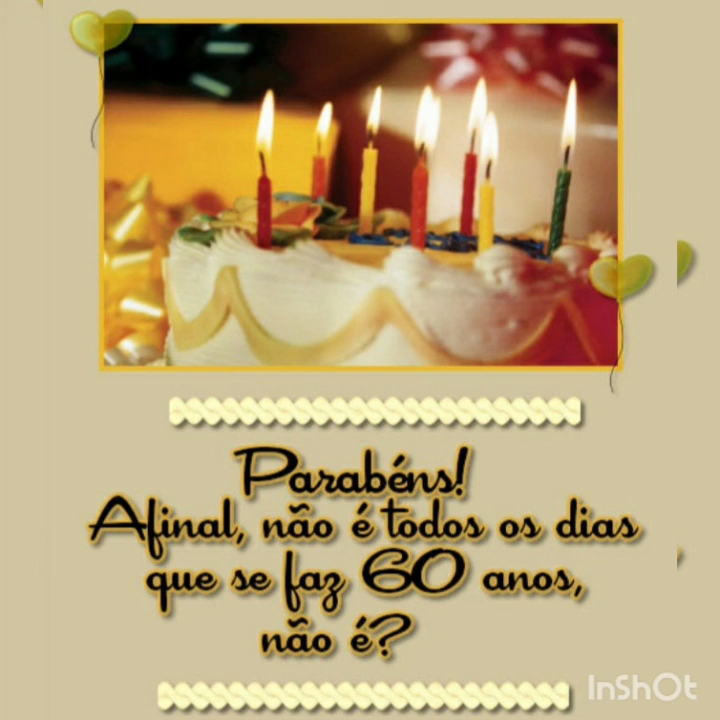 Parabéns!
Afinal, não é todos os dias
que se faz 60 anos,
não é?
InShOt